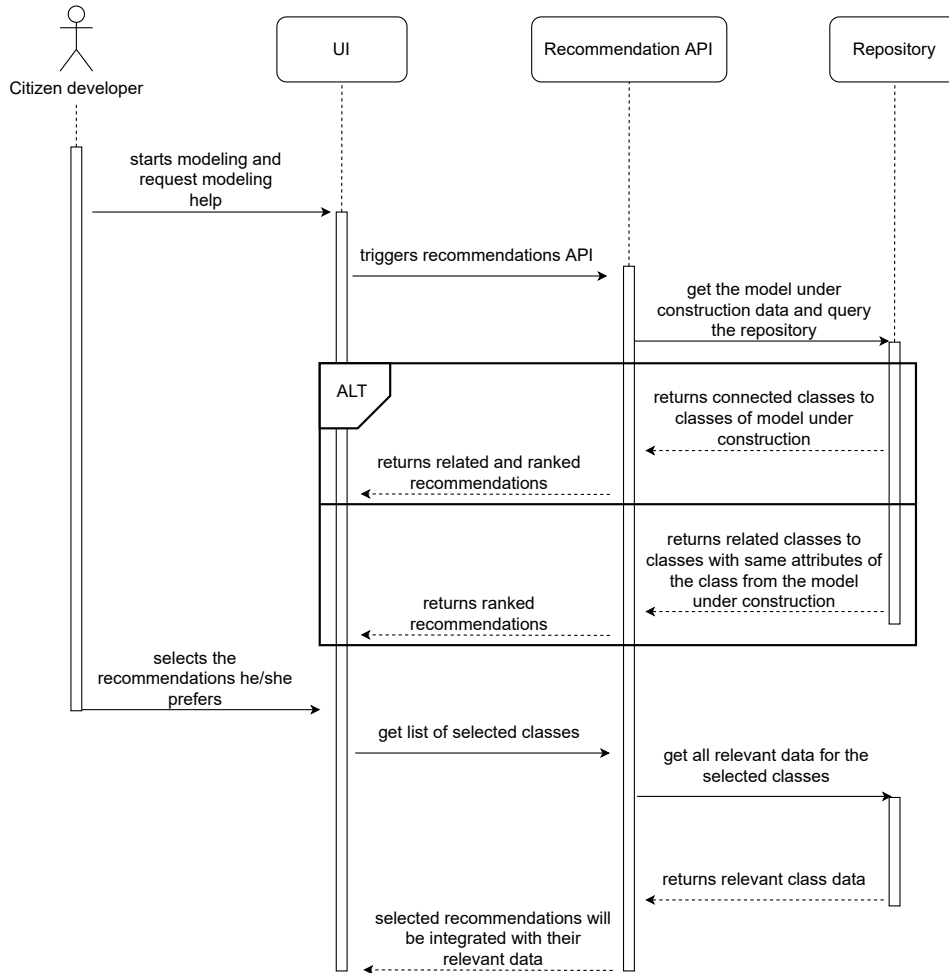 Citizen developer
UI
Recommendation API
Repository
starts modeling and
request modeling
help
triggers recommendations API
get the model under
construction data and query
the repository
ALT
returns connected classes to
classes of model under
construction
returns related and ranked
recommendations
returns related classes to
classes with same attributes of
the class from the model
under construction
returns ranked
recommendations
selects the
recommendations he/she
prefers
get list of selected classes
get all relevant data for the
selected classes
returns relevant class data
selected recommendations will
be integrated with their
relevant data